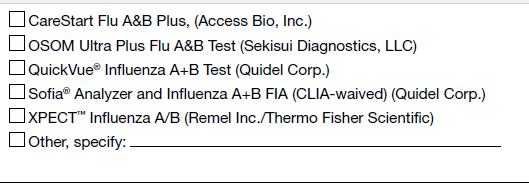 CareStart Flu A&B Plus, (Access Bio, Inc.)
OSOM Ultra Plus Flu A&B Test (Sekisui Diagnostics, LLC)
QuickVue® Influenza A+B Test (Quidel Corp.)
Sofia® Analyzer and Influenza A+B FIA (CLIA-waived) (Quidel Corp.)
XPECT™ Influenza A/B (Remel Inc./Thermo Fisher Scientific)
Other, specify: